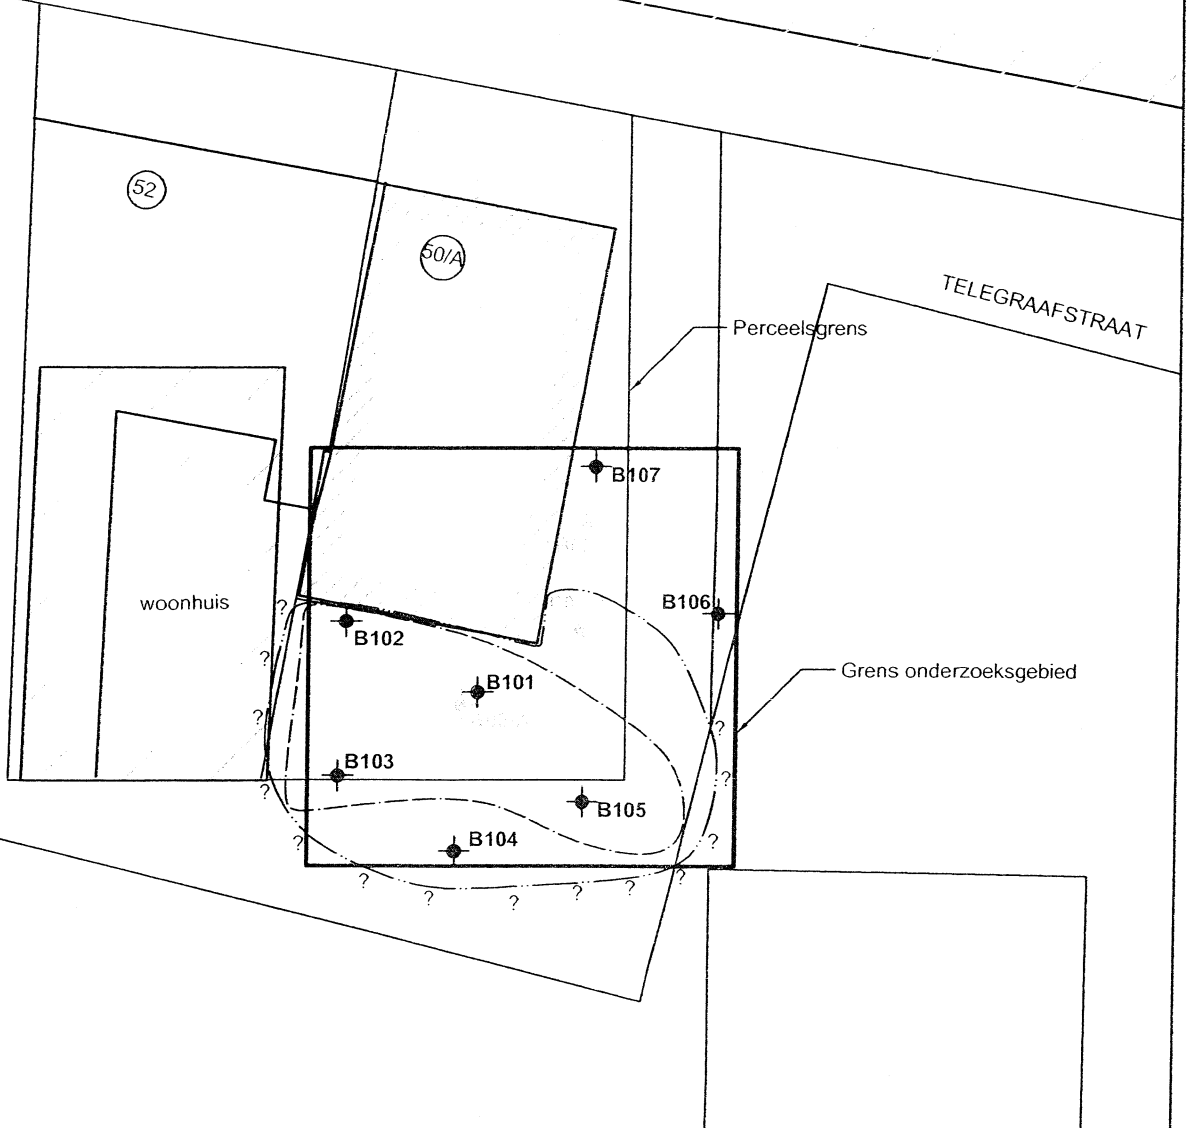 52
50/A
TELEGRAAFSTRAAT
Perceelsgrens
B107
woonhuis
?
B106
B102
?
Grens onderzoeksgebied
B101
?
?
B103
?
?
B105
B104
?
?
?
?
?
?
?
?